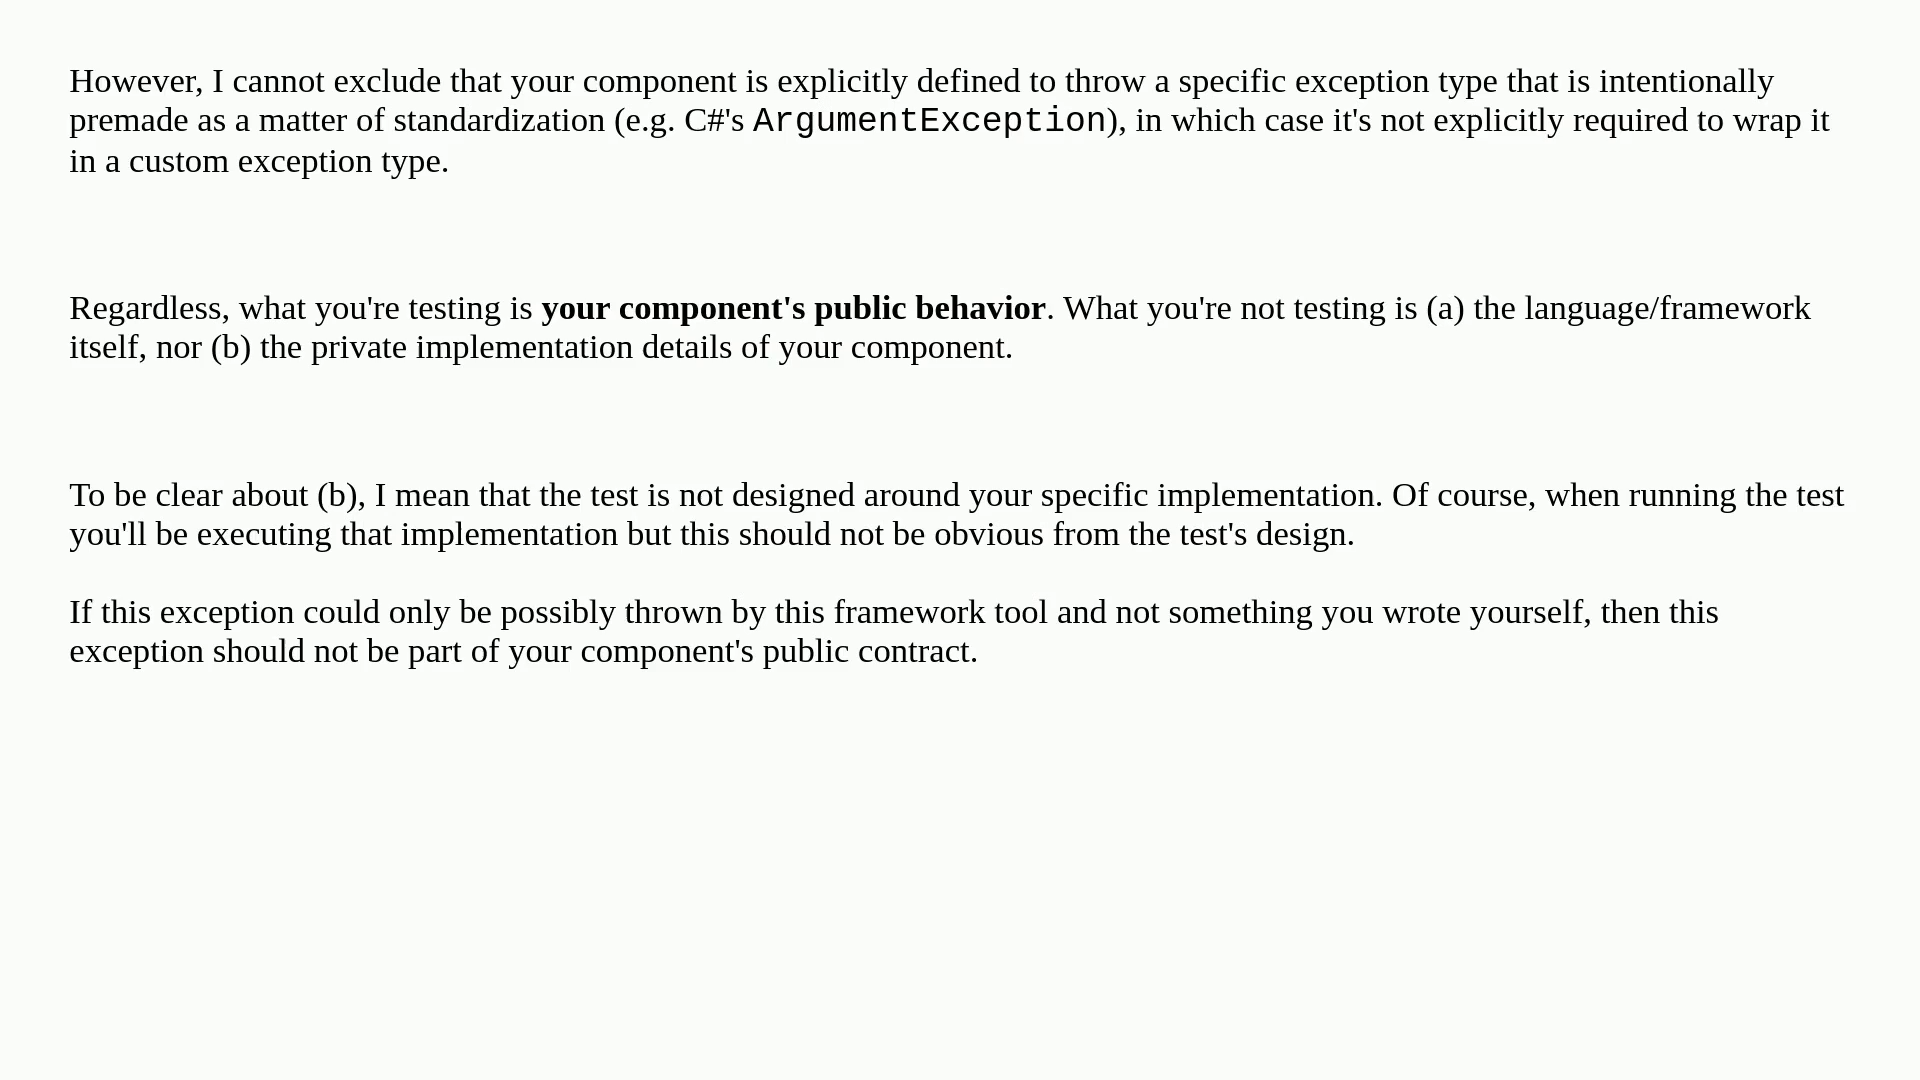 However, I cannot exclude that your component is explicitly defined to throw a specific exception type that is intentionally
premade as a matter of standardization (e.g. C#'s ArgumentException), in which case it's not explicitly required to wrap it
in a custom exception type.
Regardless, what you're testing is your component's public behavior. What you're not testing is (a) the language/framework
itself, nor (b) the private implementation details of your component.
To be clear about (b), I mean that the test is not designed around your specific implementation. Of course, when running the test
you'll be executing that implementation but this should not be obvious from the test's design.
If this exception could only be possibly thrown by this framework tool and not something you wrote yourself, then this
exception should not be part of your component's public contract.